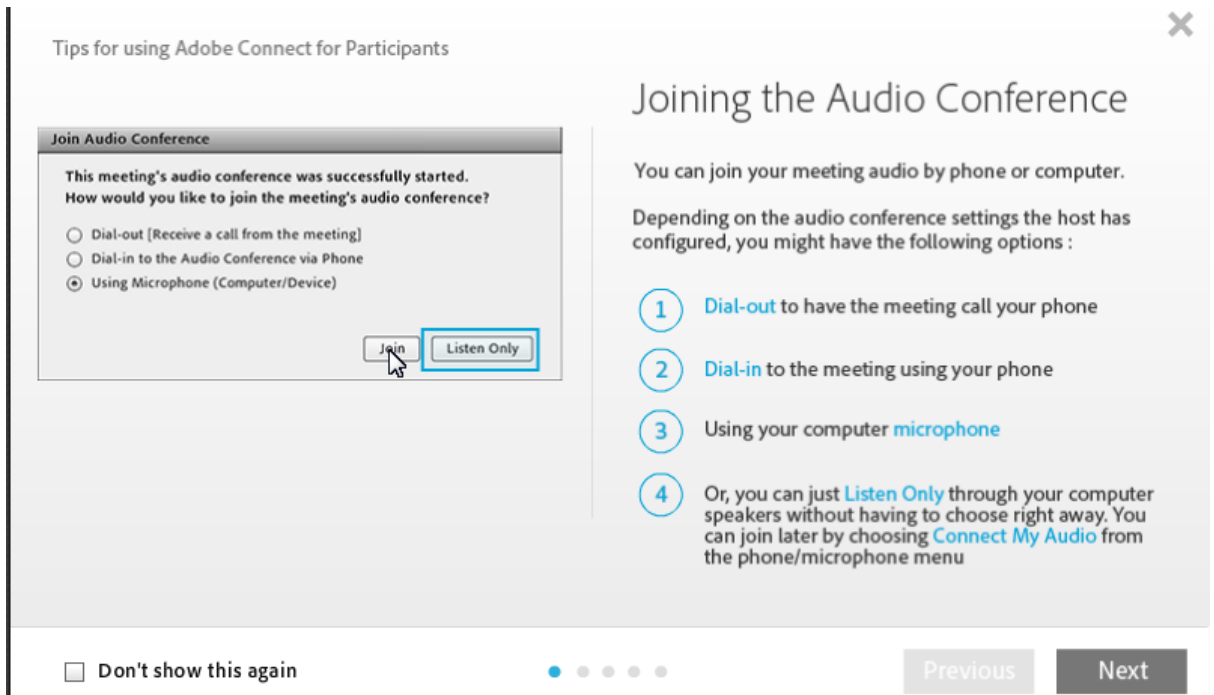 Tips for using Adobe Connect for Participants
Join Audio Conference
This meeting's audio conference was successfully started.
How would you like to join the meeting's audio conference?
Dial-out [Receive a call from the meeting]
Dial-in to the Audio Conference via Phone
Using Microphone (Computer/Device)
Join
Listen Only
Joining the Audio Conference
You can join your meeting audio by phone or computer.
Depending on the audio conference settings the host has
configured, you might have the following options :
1 Dial-out to have the meeting call your phone
2 Dial-in to the meeting using your phone
3 Using your computer microphone
4 Or, you can just Listen Only through your computer
speakers without having to choose right away. You
can join later by choosing Connect My Audio from
the phone/microphone menu
Don't show this again
Previous
Next